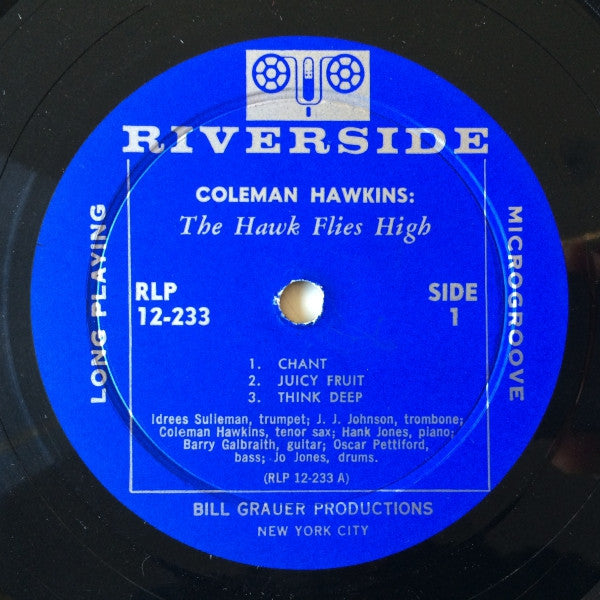 RIVERSIDE
COLEMAN HAWKINS:
The Hawk Flies High
LONG PLAYING
MICROGROOVE
RLP
12-233
SIDE
1
1. CHANT
2. JUICY FRUIT
3. THINK DEEP
Idrees Sulieman, trumpet; J. J. Johnson, trombone;
Coleman Hawkins, tenor sax; Hank Jones, piano;
Barry Galbraith, guitar; Oscar Pettiford,
bass; Jo Jones, drums.
(RLP 12-233 A)
BILL GRAUER PRODUCTIONS
NEW YORK CITY